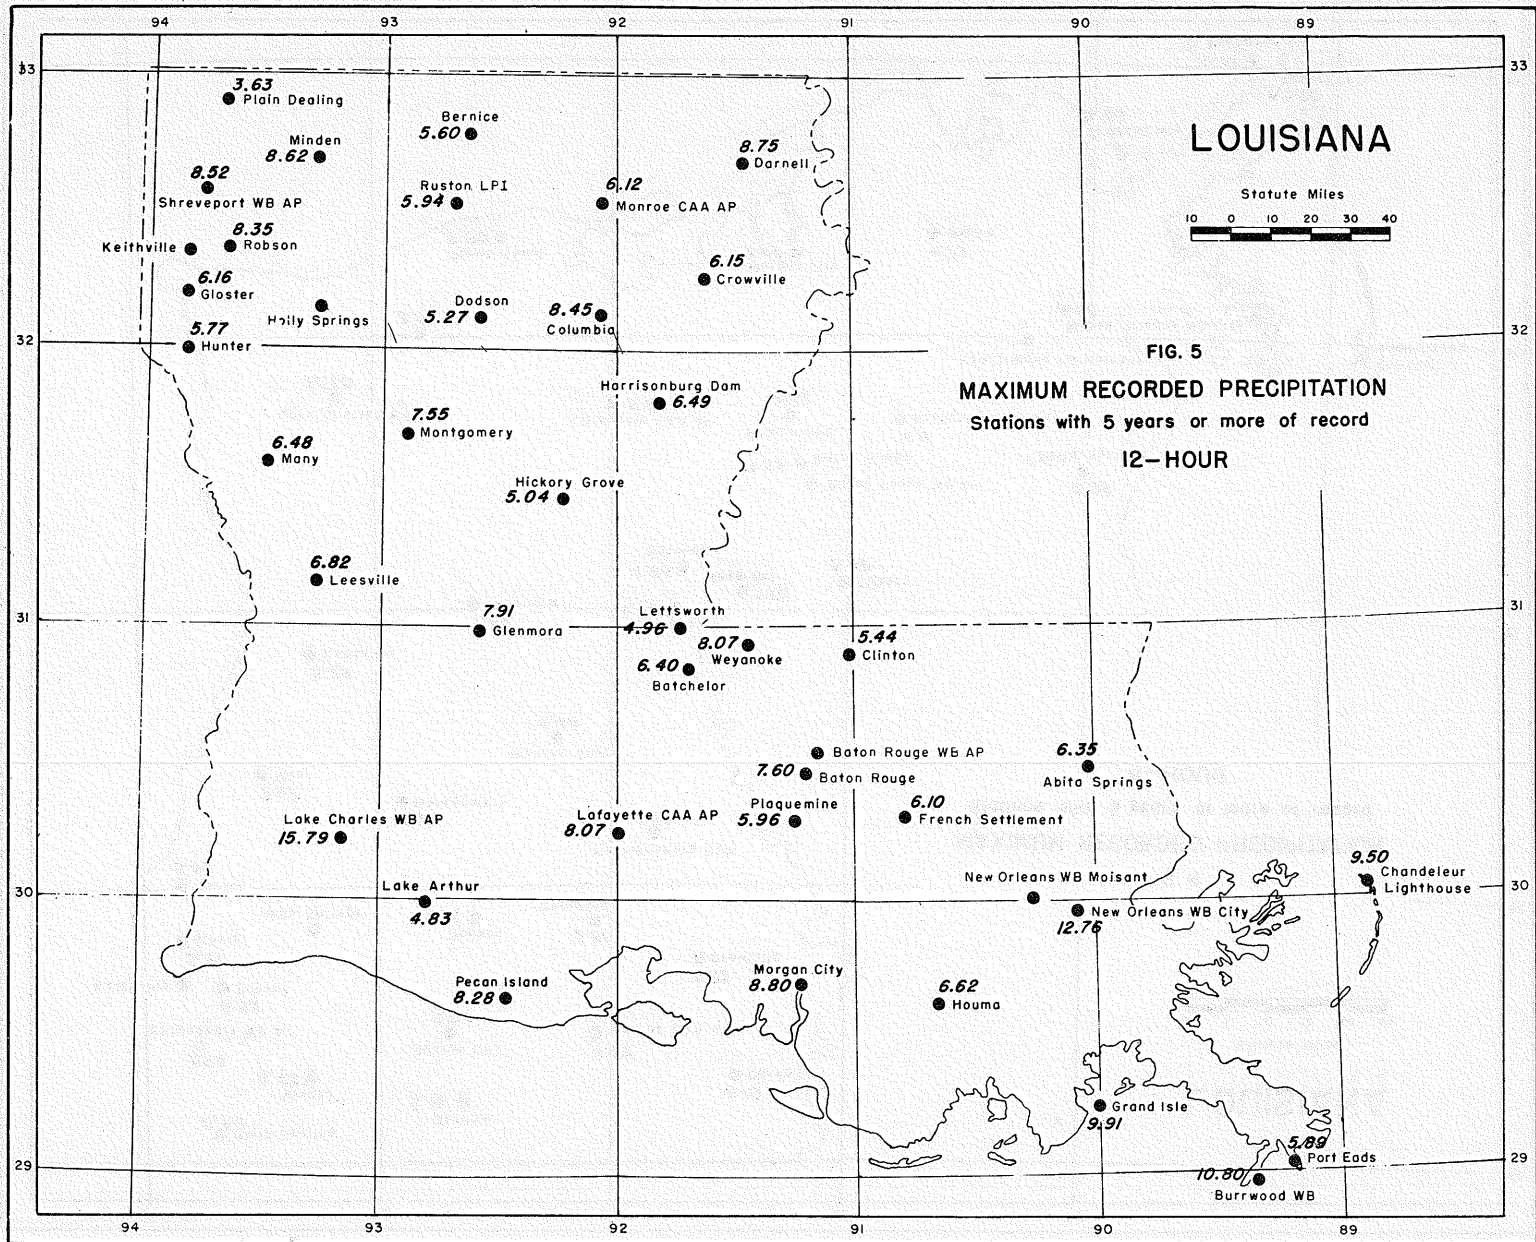 94 93 92 91 90 89
33 33
3.63
Plain Dealing
Bernice
5.60
Minden
8.62
LOUISIANA
8.75
Darnell
8.52
Shreveport WB AP
Ruston LPI
5.94
6.12
Monroe CAA AP
Statute Miles
10 0 10 20 30 40
Keithville
8.35
Robson
6.15
Crowville
6.16
Gloster
Holly Springs
Dodson
5.27
8.45
Columbia
5.77
Hunter
32 32
FIG. 5
MAXIMUM RECORDED PRECIPITATION
Stations with 5 years or more of record
12-HOUR
Harrisonburg Dam
6.49
7.55
Montgomery
6.48
Many
Hickory Grove
5.04
6.82
Leesville
31 31
7.91
Glenmora
Lettsworth
4.96
8.07
Weyanoke
5.44
Clinton
6.40
Batchelor
Baton Rouge WB AP
7.60
Baton Rouge
6.35
Abita Springs
Plaquemine
5.96
6.10
French Settlement
Lake Charles WB AP
15.79
Lafayette CAA AP
8.07
9.50
Chandeleur
Lighthouse
30 30
Lake Arthur
4.83
New Orleans WB Moisant
New Orleans WB City
12.76
Pecan Island
8.28
Morgan City
8.80
6.62
Houma
Grand Isle
9.91
5.89
Port Eads
29 29
10.80
Burrwood WB
94 93 92 91 90 89